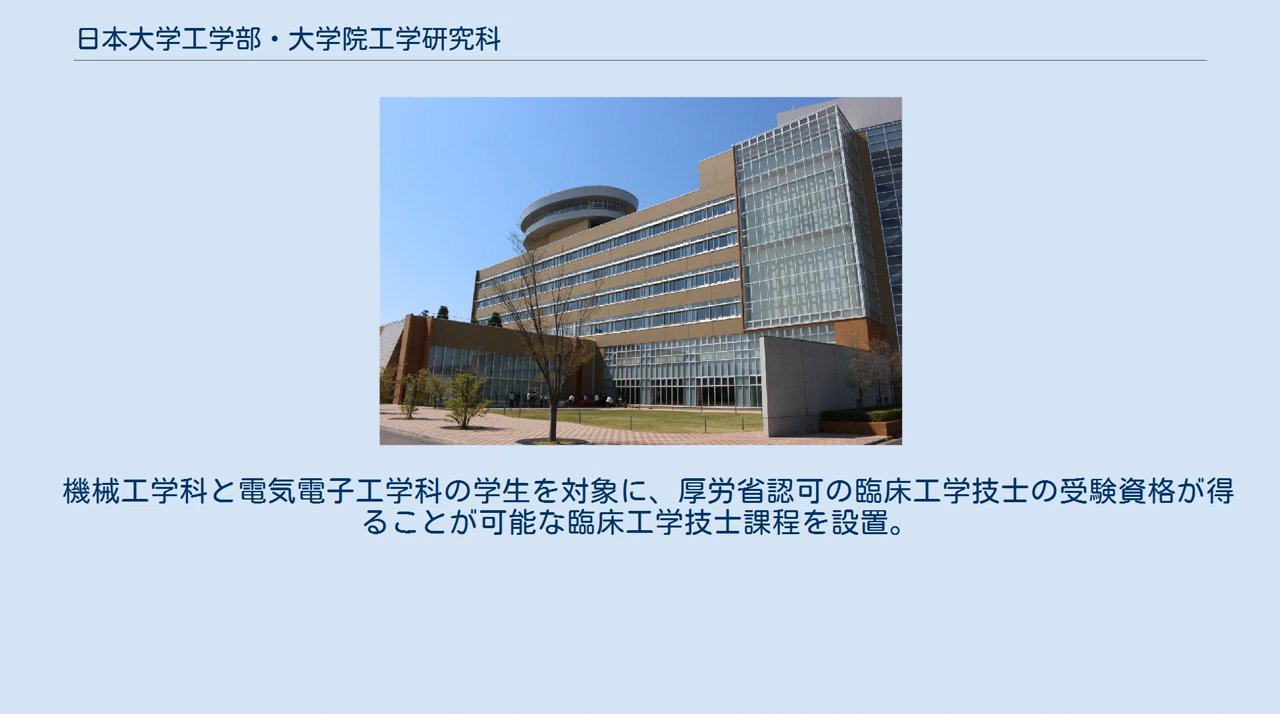 日本大学工学部・大学院工学研究科
機械工学科と電気電子工学科の学生を対象に、厚労省認可の臨床工学技士の受験資格が得
ることが可能な臨床工学技士課程を設置。